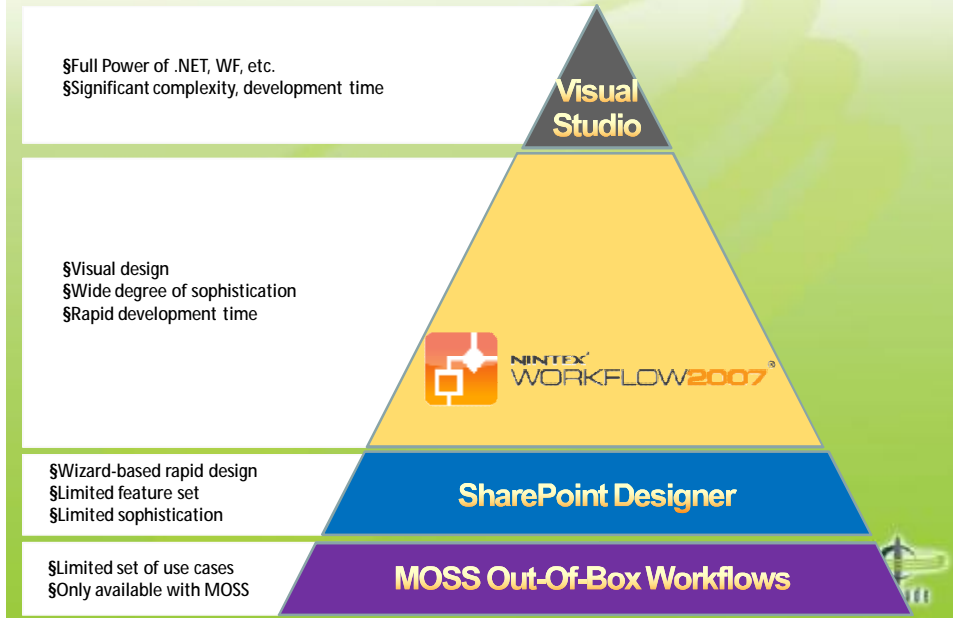 §Full Power of .NET, WF, etc.
§Significant complexity, development time
Visual
Studio
§Visual design
§Wide degree of sophistication
§Rapid development time
NINTEX®
WORKFLOW2007®
§Wizard-based rapid design
§Limited feature set
§Limited sophistication
SharePoint Designer
§Limited set of use cases
§Only available with MOSS
MOSS Out-Of-Box Workflows